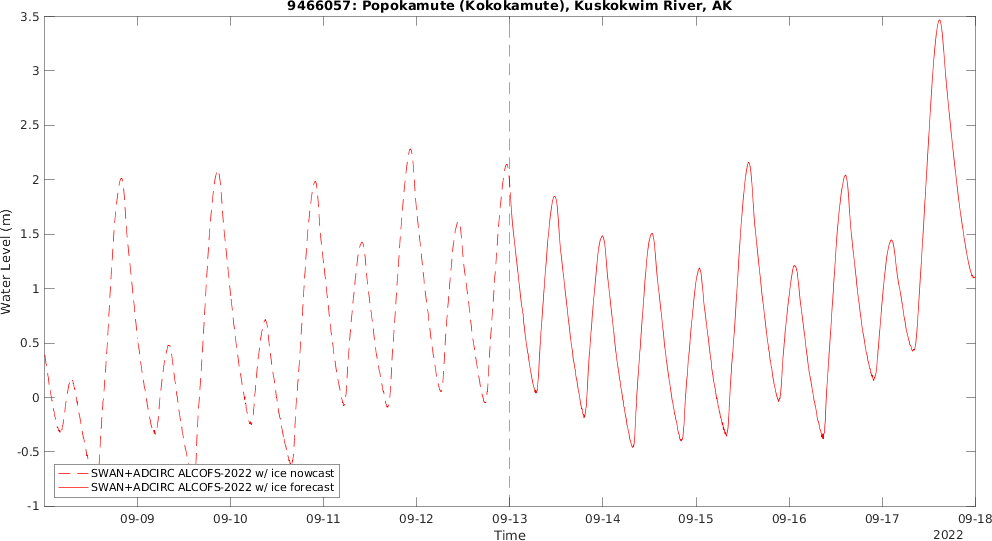 9466057: Popokamute (Kokokamute), Kuskokwim River, AK
3.5
3
2.5
2
1.5
1
0.5
0
-0.5
-1
Water Level (m)
SWAN+ADCIRC ALCOFS-2022 w/ ice nowcast
SWAN+ADCIRC ALCOFS-2022 w/ ice forecast
09-09 09-10 09-11 09-12 09-13 09-14 09-15 09-16 09-17 09-18
Time
2022